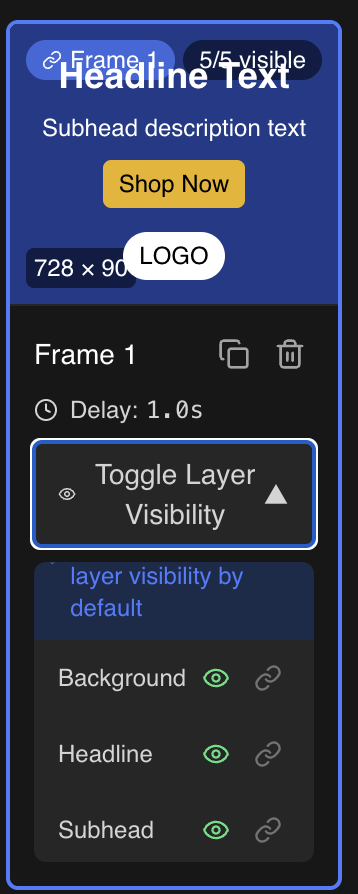 Frame 1
5/5 visible
Headline Text
Subhead description text
Shop Now
LOGO
728 × 90
Frame 1
Delay: 1.0s
Toggle Layer
Visibility
layer visibility by
default
Background
Headline
Subhead